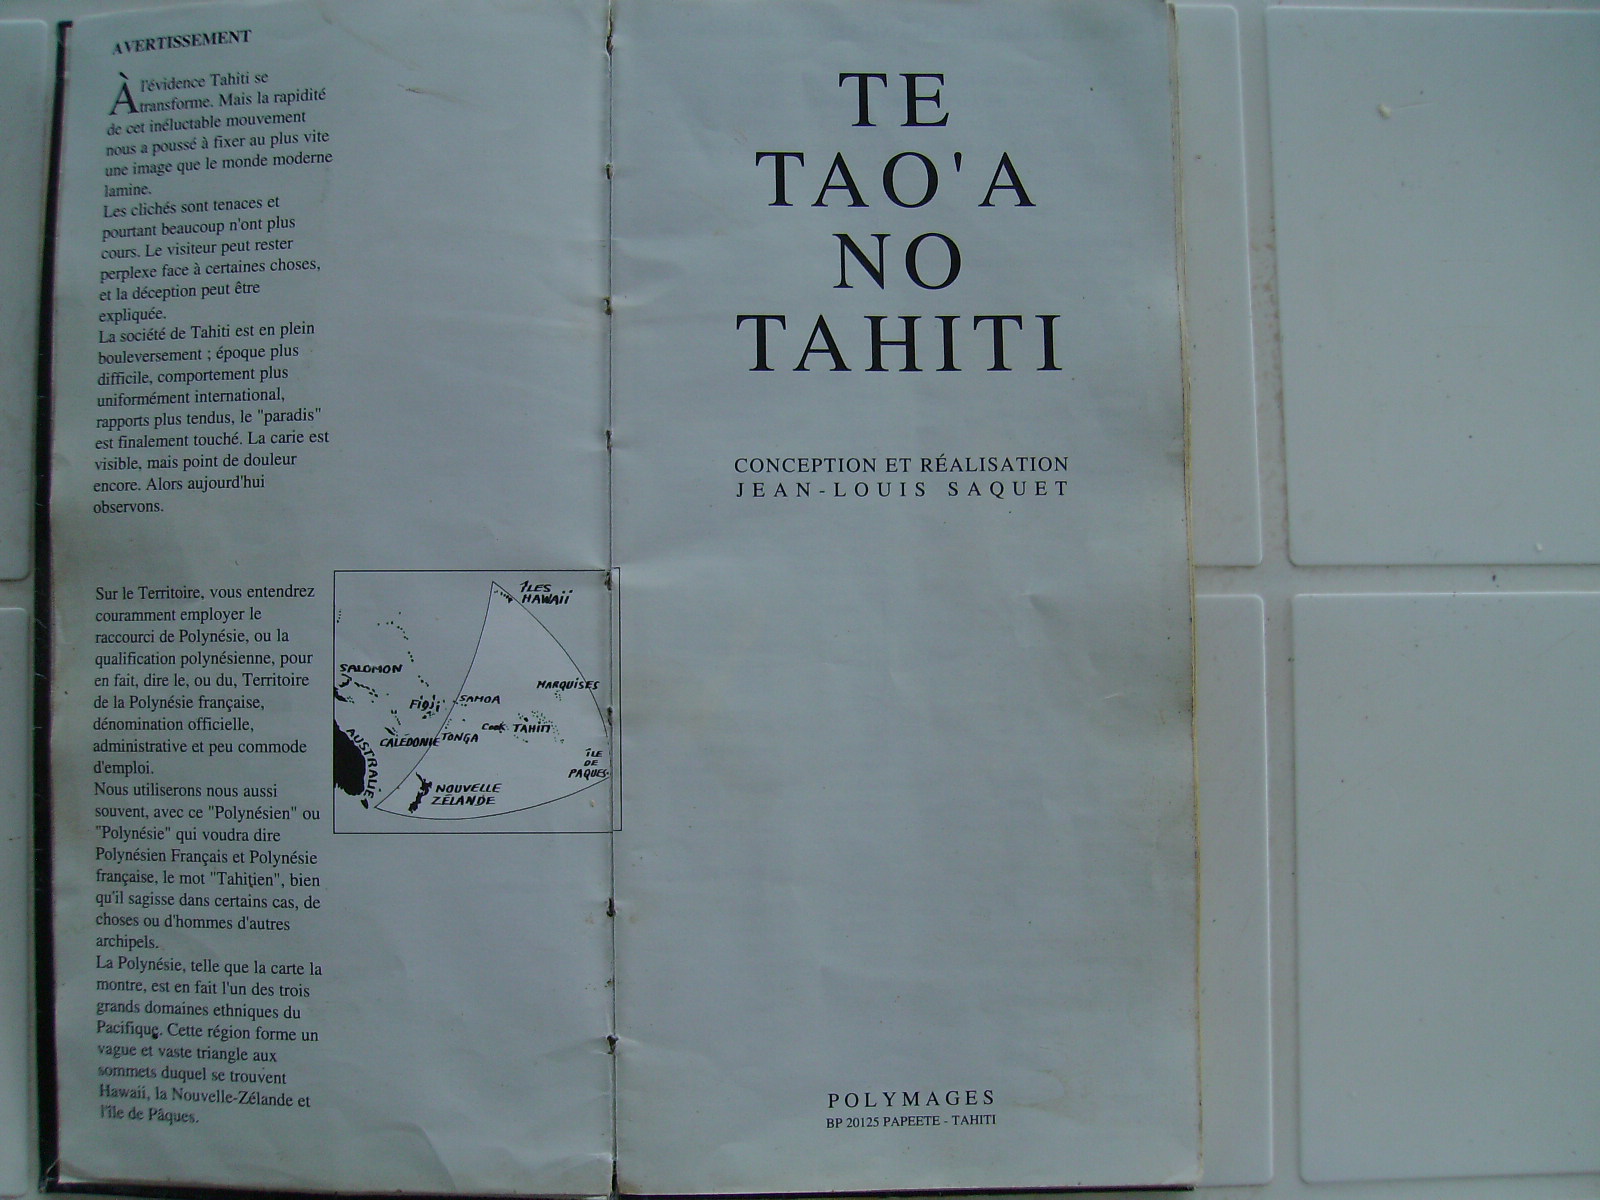 AVERTISSEMENT
À l'évidence Tahiti se
transforme. Mais la rapidité
de cet inéluctable mouvement
nous a poussé à fixer au plus vite
une image que le monde moderne
lamine.
Les clichés sont tenaces et
pourtant beaucoup n'ont plus
cours. Le visiteur peut rester
perplexe face à certaines choses,
et la déception peut être
expliquée.
La société de Tahiti est en plein
bouleversement ; époque plus
difficile, comportement plus
uniformément international,
rapports plus tendus, le "paradis"
est finalement touché. La carie est
visible, mais point de douleur
encore. Alors aujourd'hui
observons.
Sur le Territoire, vous entendrez
couramment employer le
raccourci de Polynésie, ou la
qualification polynésienne, pour
en fait, dire le, ou du, Territoire
de la Polynésie française,
dénomination officielle,
administrative et peu commode
d'emploi.
Nous utiliserons nous aussi
souvent, avec ce "Polynésien" ou
"Polynésie" qui voudra dire
Polynésien Français et Polynésie
française, le mot "Tahitien", bien
qu'il sagisse dans certains cas, de
choses ou d'hommes d'autres
archipels.
La Polynésie, telle que la carte la
montre, est en fait l'un des trois
grands domaines ethniques du
Pacifique. Cette région forme un
vague et vaste triangle aux
sommets duquel se trouvent
Hawaii, la Nouvelle-Zélande et
l'île de Pâques.
ÎLES
HAWAII
SALOMON
MARQUISES
FIDJI
SAMOA
COOK
TAHITI
CALÉDONIE
TONGA
AUSTRALIE
ÎLE
DE
PAQUES
NOUVELLE
ZÉLANDE
TE
TAO'A
NO
TAHITI
CONCEPTION ET RÉALISATION
JEAN-LOUIS SAQUET
POLYMAGES
BP 20125 PAPEETE - TAHITI